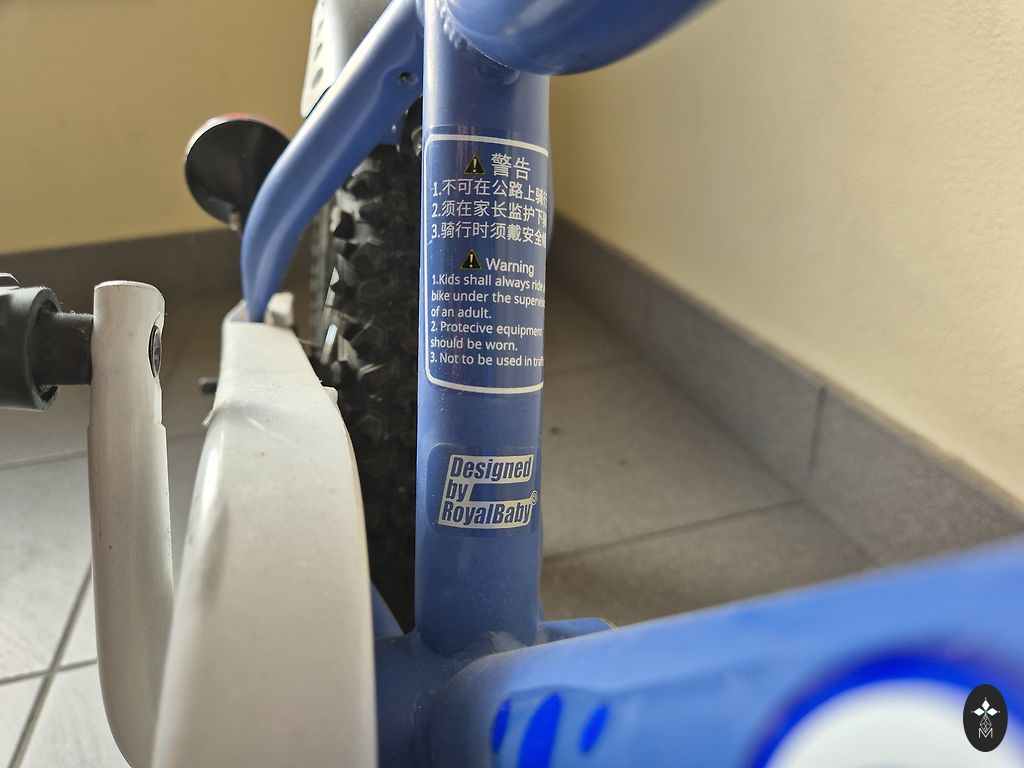 警告
1.不可在公路上骑行
2.须在家长监护下
3.骑行时须戴安全
Warning
1.Kids shall always ride
bike under the
of an adult.
2. Protecive equipment
should be worn.
3. Not to be used in
Designed
by
RoyalBaby®
M